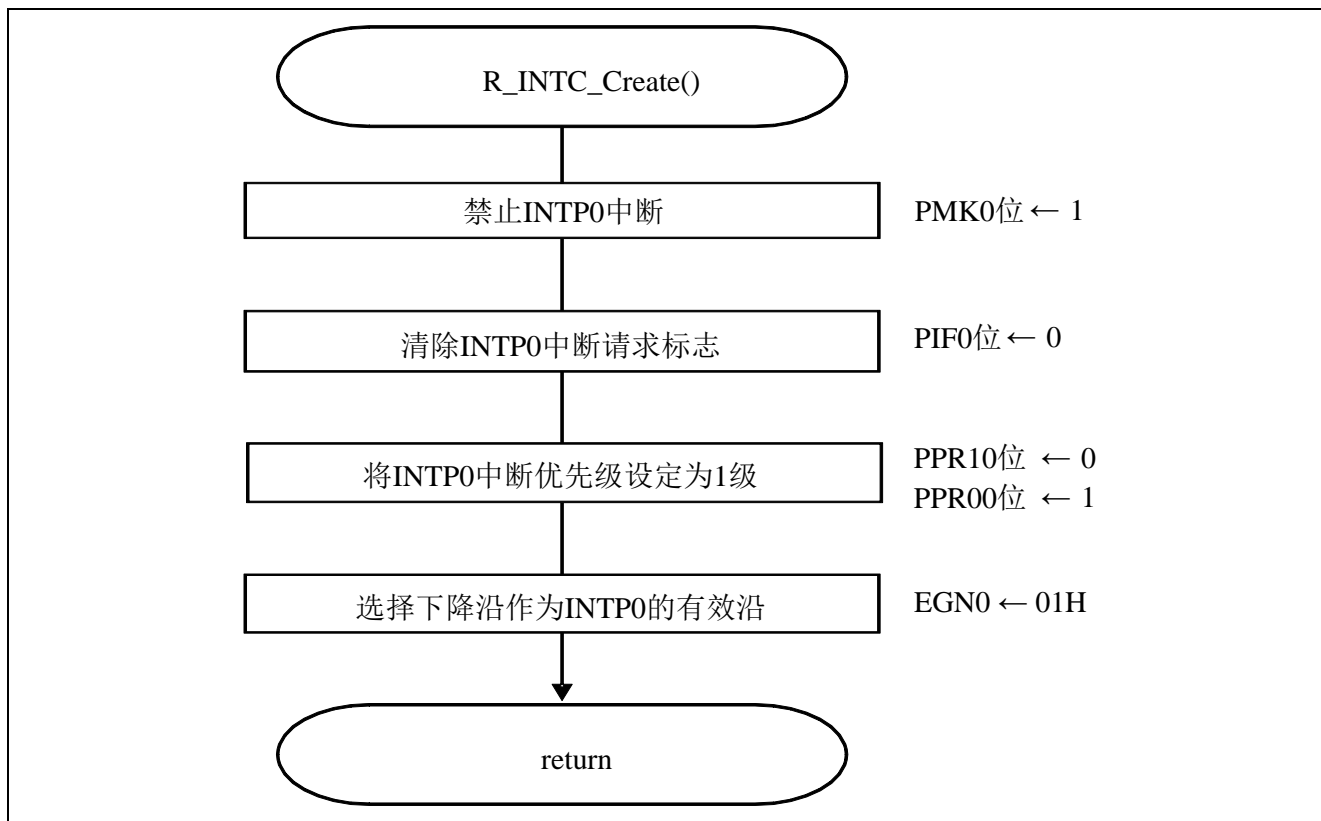 R_INTC_Create()
禁止INTP0中断
PMK0位 ← 1
清除INTP0中断请求标志
PIF0位 ← 0
将INTP0中断优先级设定为1级
PPR10位 ← 0
PPR00位 ← 1
选择下降沿作为INTP0的有效沿
EGN0 ← 01H
return